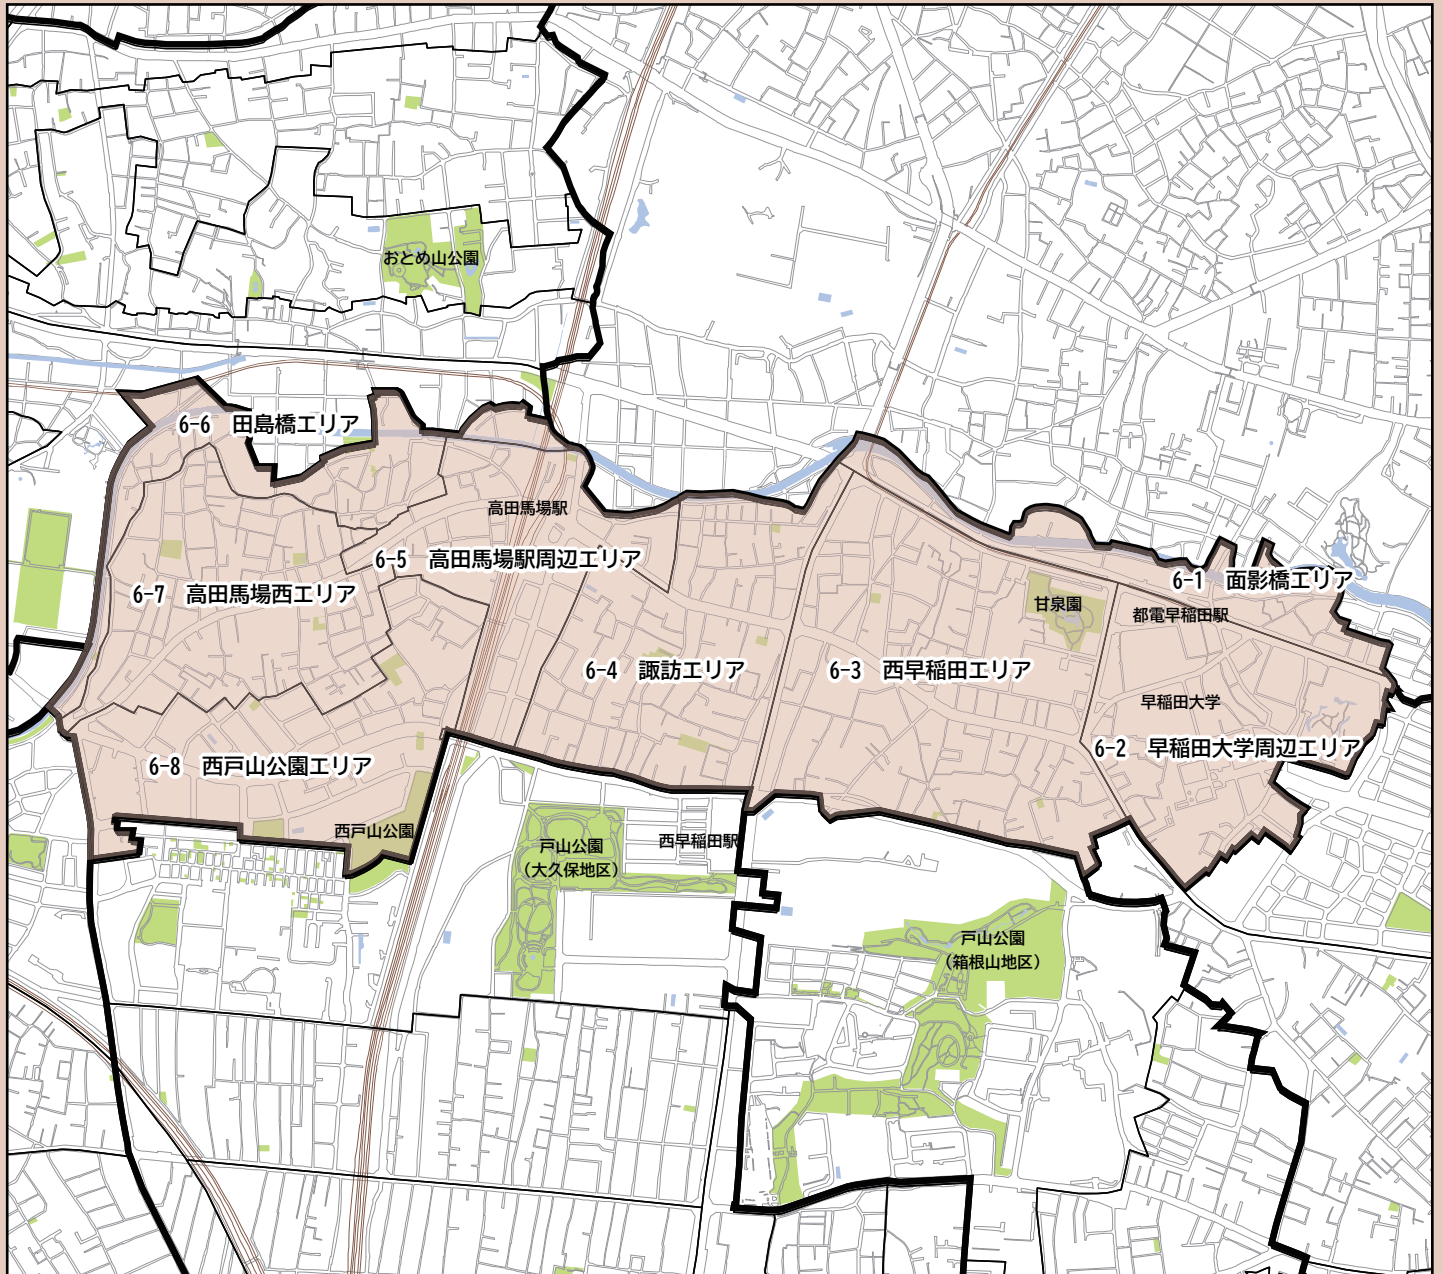 おとめ山公園
6-6 田島橋エリア
高田馬場駅
6-5 高田馬場駅周辺エリア
6-7 高田馬場西エリア
6-1 面影橋エリア
甘泉園
都電早稲田駅
6-4 諏訪エリア
6-3 西早稲田エリア
早稲田大学
6-2 早稲田大学周辺エリア
6-8 西戸山公園エリア
西戸山公園
戸山公園
（大久保地区）
西早稲田駅
戸山公園
（箱根山地区）